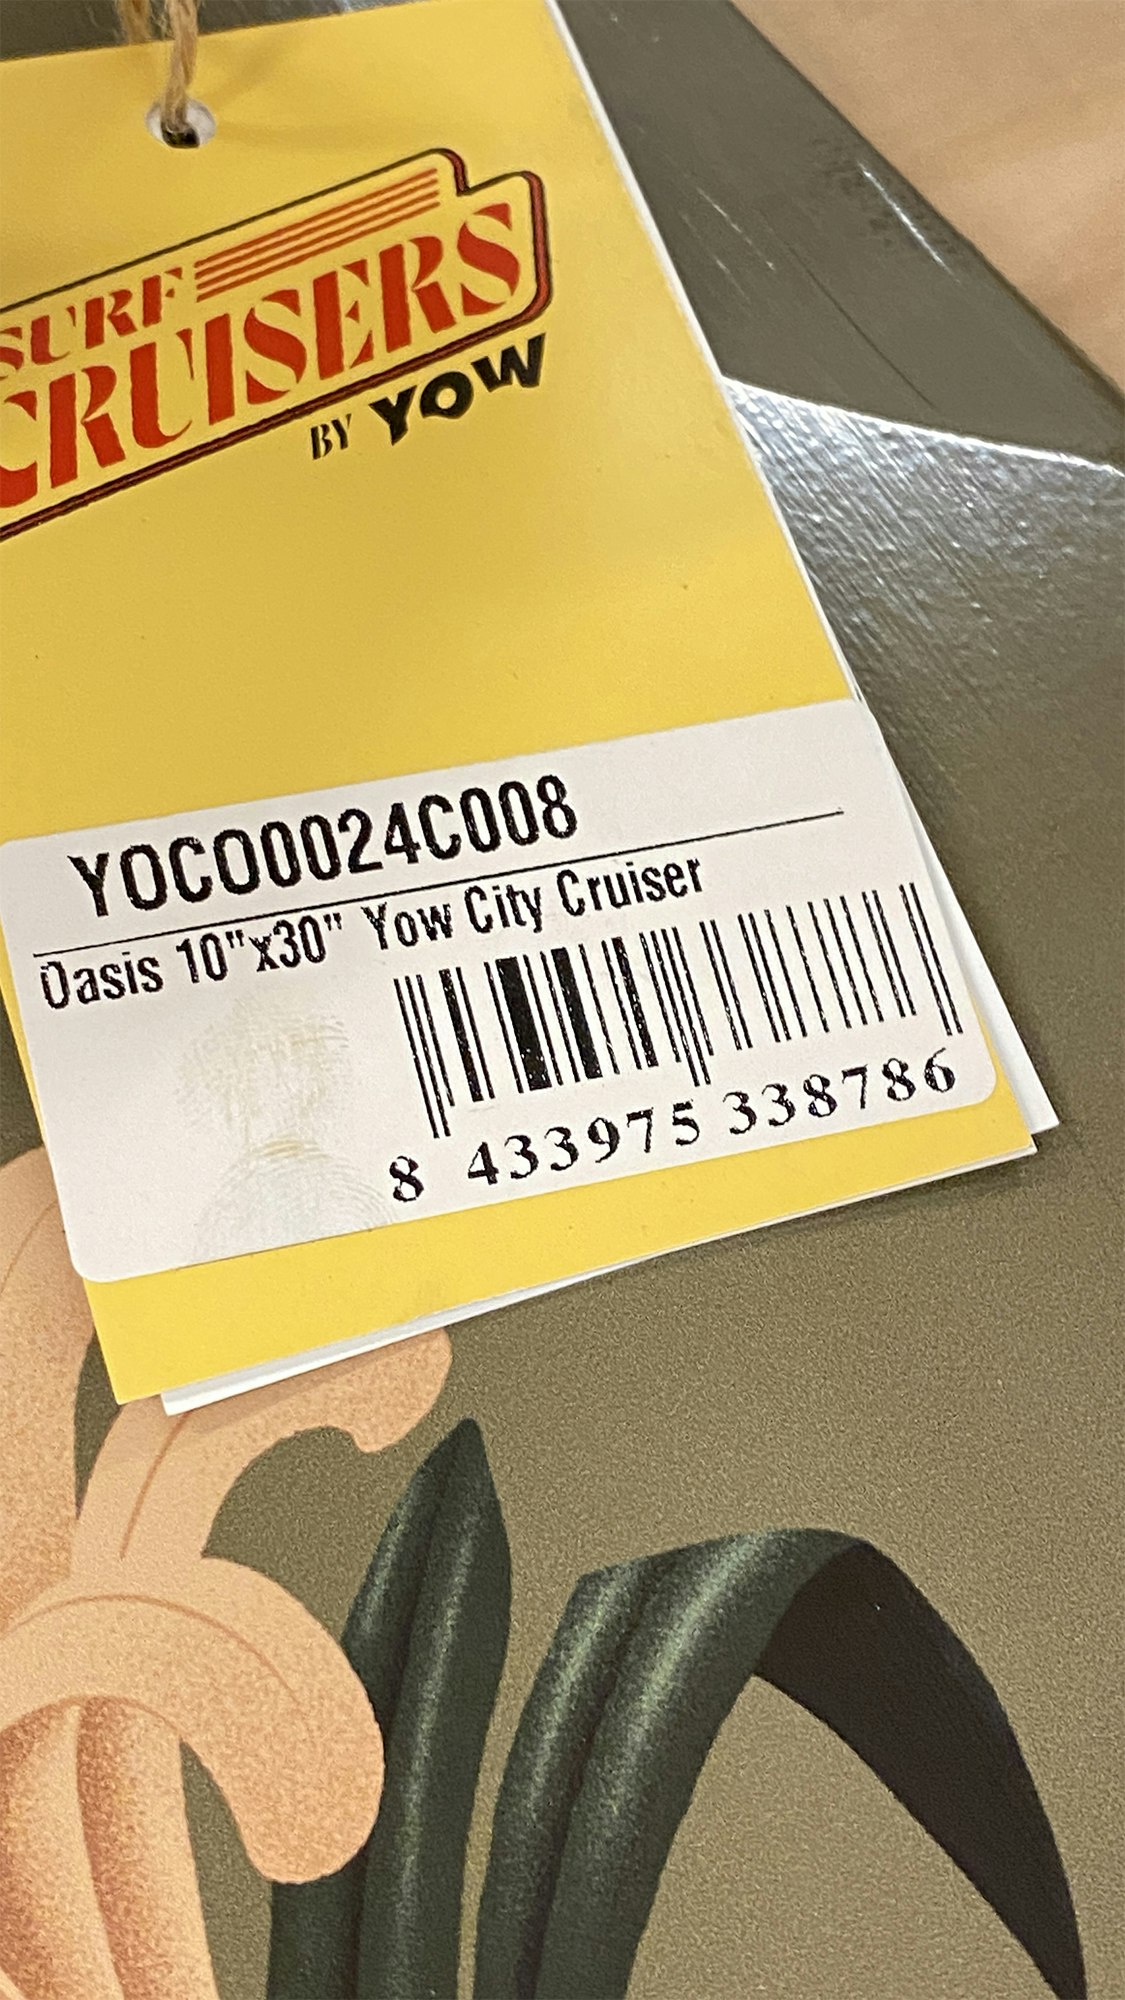 SURF
CRUISERS
BY YOW
YOCO0024C008
Oasis 10"x30" Yow City Cruiser
8 433975 338786